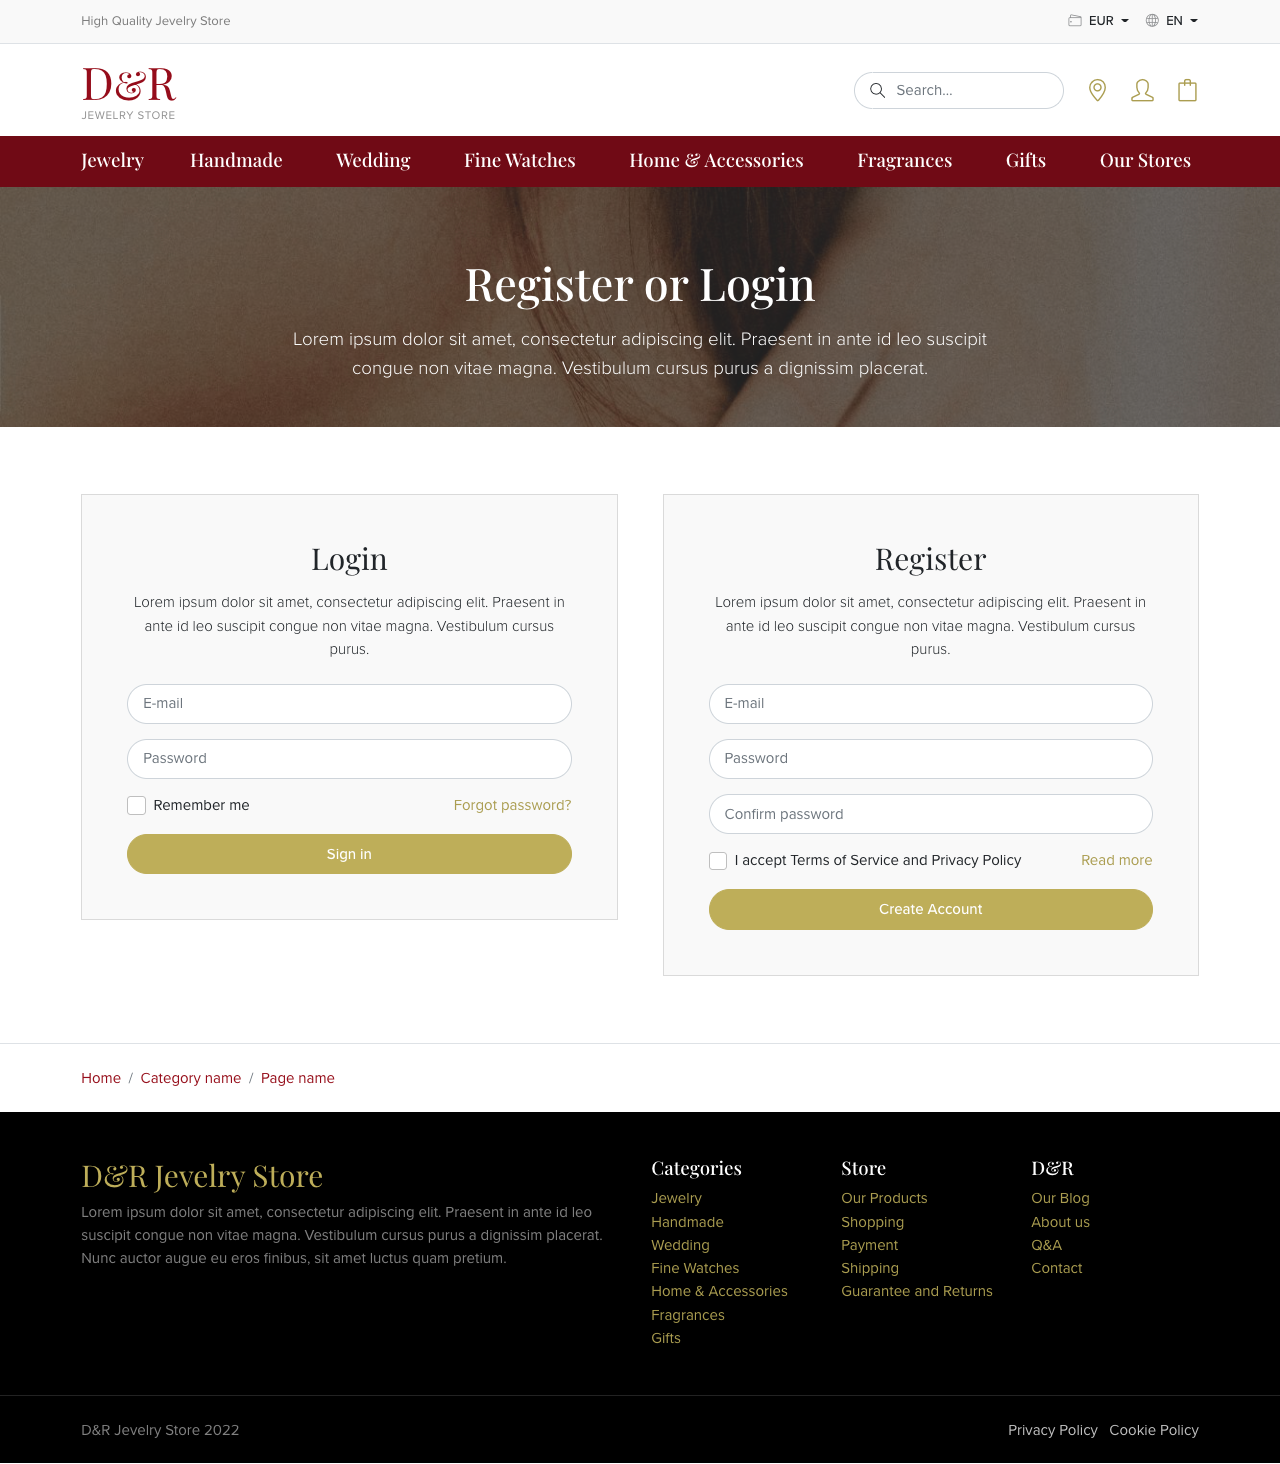 High Quality Jewelry Store
EUR
EN
D&R
JEWELRY STORE
Search...
Jewelry
Handmade
Wedding
Fine Watches
Home & Accessories
Fragrances
Gifts
Our Stores
Register or Login
Lorem ipsum dolor sit amet, consectetur adipiscing elit. Praesent in ante id leo suscipit
congue non vitae magna. Vestibulum cursus purus a dignissim placerat.
Login
Lorem ipsum dolor sit amet, consectetur adipiscing elit. Praesent in
ante id leo suscipit congue non vitae magna. Vestibulum cursus
purus.
E-mail
Password
Remember me
Forgot password?
Sign in
Register
Lorem ipsum dolor sit amet, consectetur adipiscing elit. Praesent in
ante id leo suscipit congue non vitae magna. Vestibulum cursus
purus.
E-mail
Password
Confirm password
I accept Terms of Service and Privacy Policy
Read more
Create Account
Home / Category name / Page name
D&R Jewelry Store
Lorem ipsum dolor sit amet, consectetur adipiscing elit. Praesent in ante id leo
suscipit congue non vitae magna. Vestibulum cursus purus a dignissim placerat.
Nunc auctor augue eu eros finibus, sit amet luctus quam pretium.
Categories
Jewelry
Handmade
Wedding
Fine Watches
Home & Accessories
Fragrances
Gifts
Store
Our Products
Shopping
Payment
Shipping
Guarantee and Returns
D&R
Our Blog
About us
Q&A
Contact
D&R Jewelry Store 2022
Privacy Policy
Cookie Policy